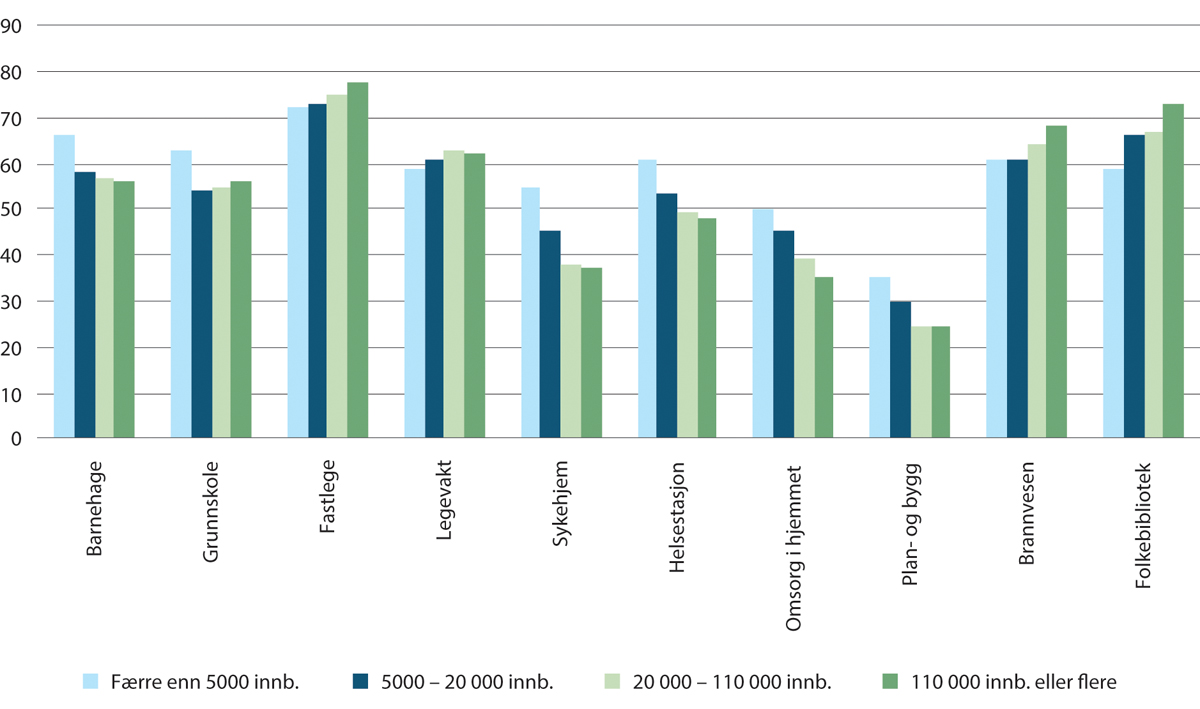 90
80
70
60
50
40
30
20
10
0
Barnehage
Grunnskole
Fastlege
Legevakt
Sykehjem
Helsestasjon
Omsorg i hjemmet
Plan- og bygg
Brannvesen
Folkebibliotek
Færre enn 5000 innb.
5000 – 20 000 innb.
20 000 – 110 000 innb.
110 000 innb. eller flere